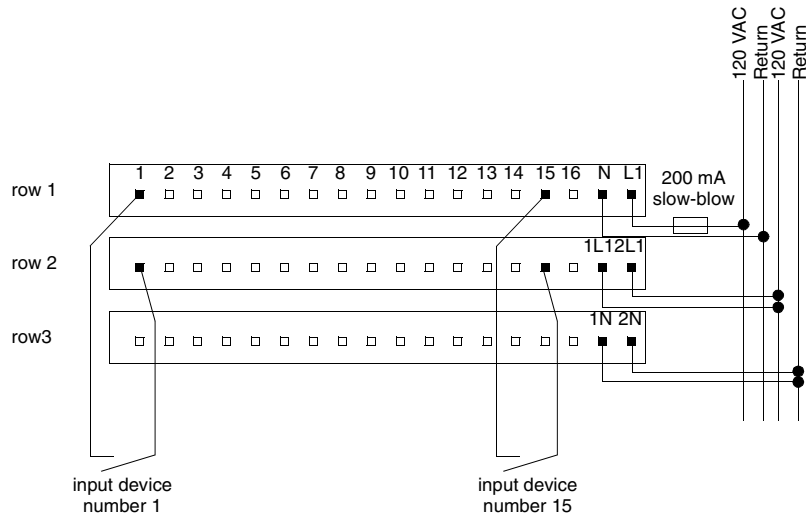 120 VAC
Return
120 VAC
Return
1 2 3 4 5 6 7 8 9 10 11 12 13 14 15 16 N L1
row 1
200 mA
slow-blow
1L12L1
row 2
1N 2N
row3
input device
number 1
input device
number 15